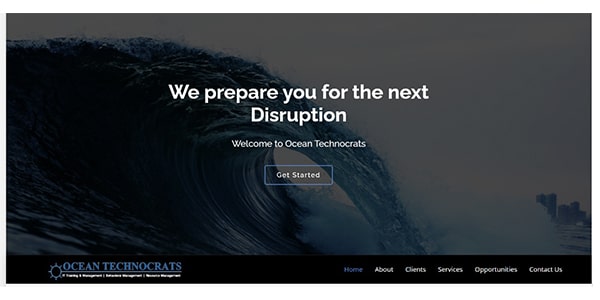 We prepare you for the next
Disruption
Welcome to Ocean Technocrats
Get Started
OCEAN TECHNOCRATS
IT Training & Management | Behavioral Management | Resource Management
Home About Clients Services Opportunities Contact Us